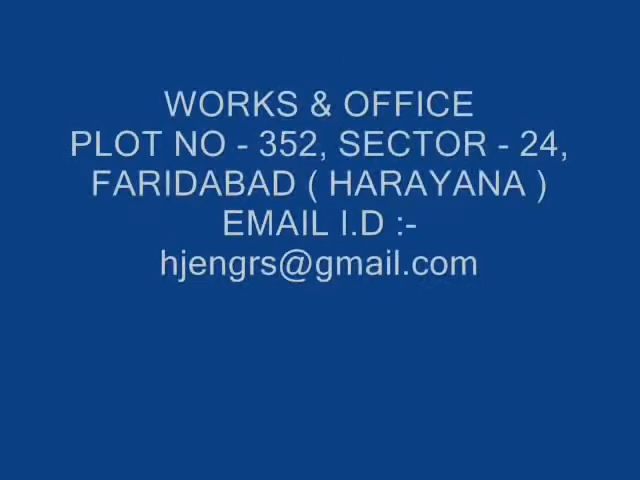 WORKS & OFFICE
PLOT NO - 352, SECTOR - 24,
FARIDABAD ( HARAYANA )
EMAIL I.D :-
hjengrs@gmail.com